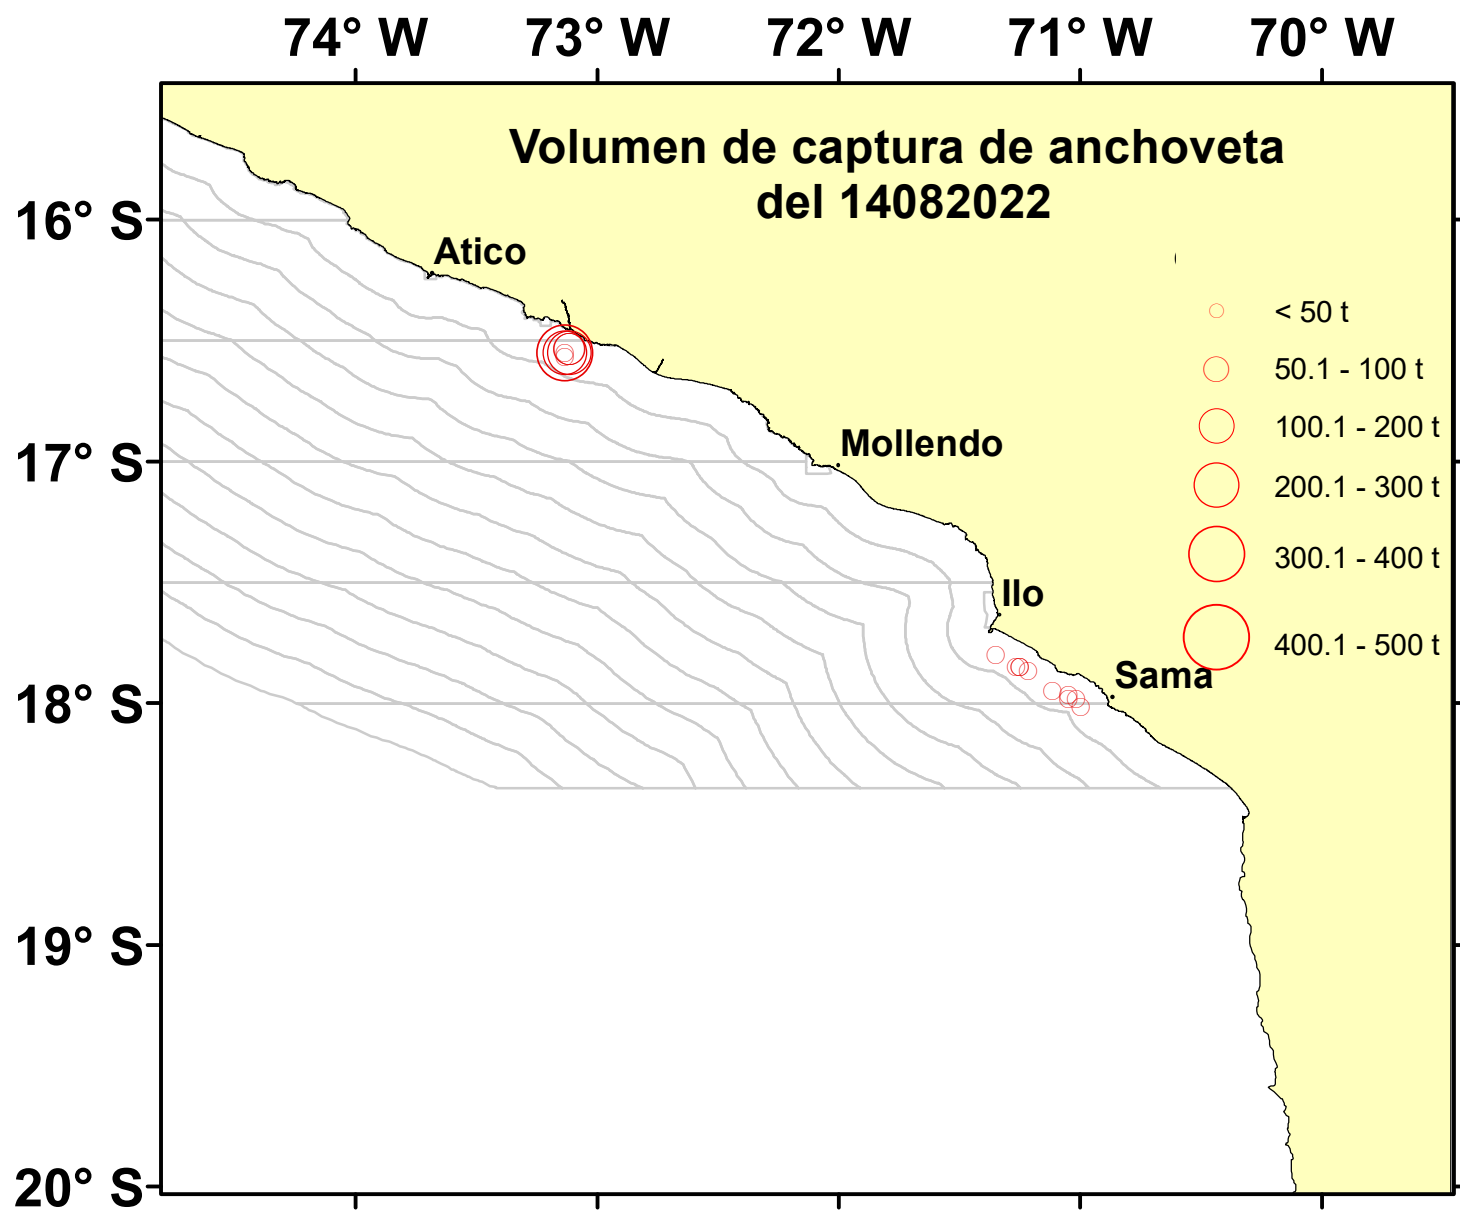 74° W 73° W 72° W 71° W 70° W
Volumen de captura de anchoveta
del 14082022
16° S
Atico
< 50 t
50.1 - 100 t
100.1 - 200 t
Mollendo
17° S
200.1 - 300 t
300.1 - 400 t
Ilo
400.1 - 500 t
Sama
18° S
19° S
20° S